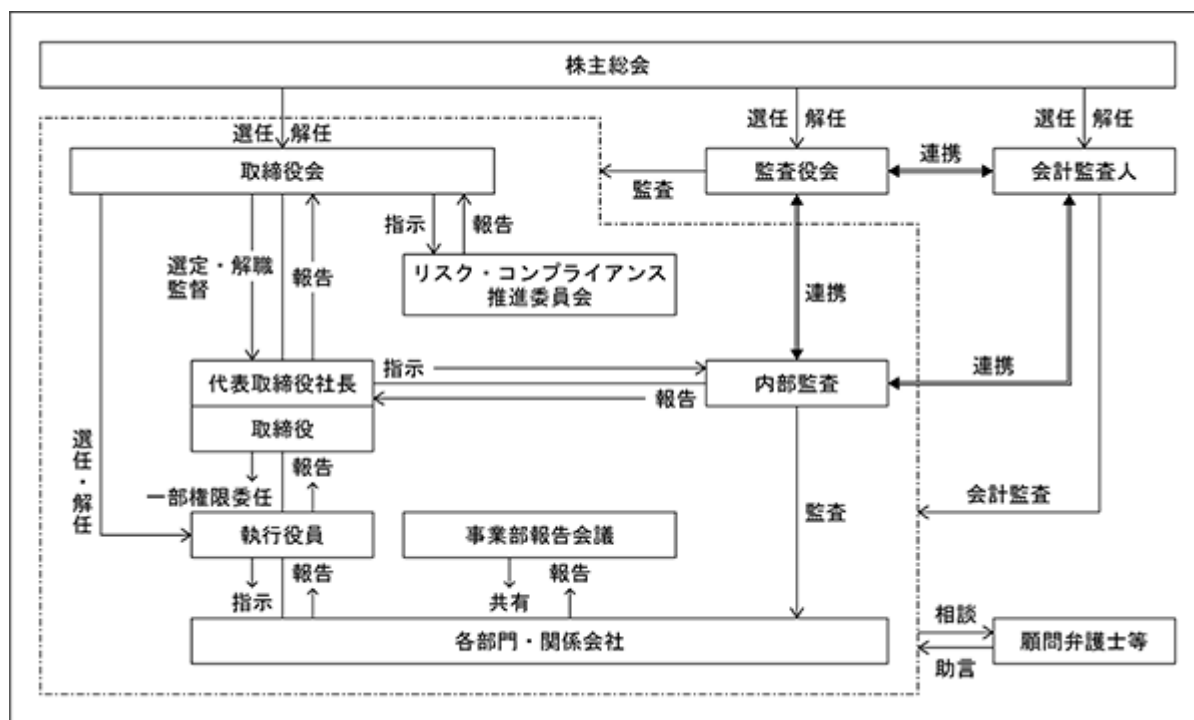 株主総会
選任 解任
選任 解任
選任 解任
取締役会
監査役会
連携
会計監査人
監査
指示
報告
選定・解職
監督
報告
リスク・コンプライアンス
推進委員会
連携
代表取締役社長
指示
報告
内部監査
連携
取締役
選任・解任
一部権限委任
報告
監査
会計監査
執行役員
事業部報告会議
指示
報告
共有
報告
各部門・関係会社
相談
助言
顧問弁護士等